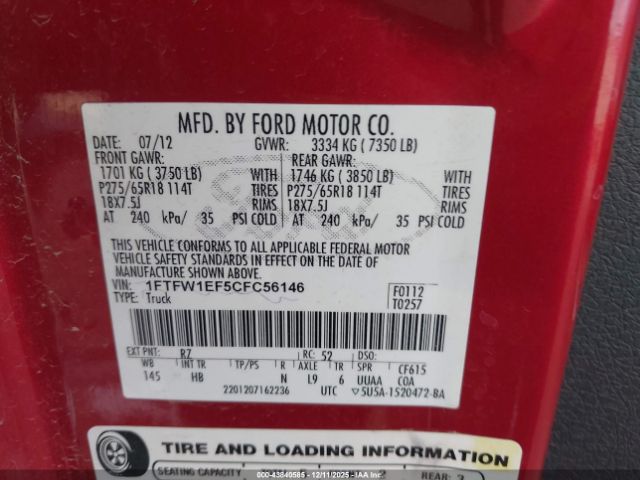 MFD. BY FORD MOTOR CO.
DATE: 07/12 GVWR: 3334 KG ( 7350 LB)
FRONT GAWR: REAR GAWR:
1701 KG ( 3750 LB) WITH 1746 KG ( 3850 LB) WITH
P275/65R18 114T TIRES P275/65R18 114T TIRES
18X7.5J RIMS 18X7.5J RIMS
AT 240 kPa/ 35 PSI COLD AT 240 kPa/ 35 PSI COLD
THIS VEHICLE CONFORMS TO ALL APPLICABLE FEDERAL MOTOR
VEHICLE SAFETY STANDARDS IN EFFECT ON THE DATE OF
MANUFACTURE SHOWN ABOVE.
VIN: 1FTFW1EF5CFC56146 F0112
TYPE: Truck T0257
EXT PNT: RZ RC: 52 DSO:
WB INT TR TP/PS R AXLE TR SPR CF615
145 HB N L9 6 UUAA COA
2201207162236 UTC ▽5U5A-1520472-BA
TIRE AND LOADING INFORMATION
SEATING CAPACITY REAR: 3
000-43840585 - 12/11/2025 - IAAI.CA